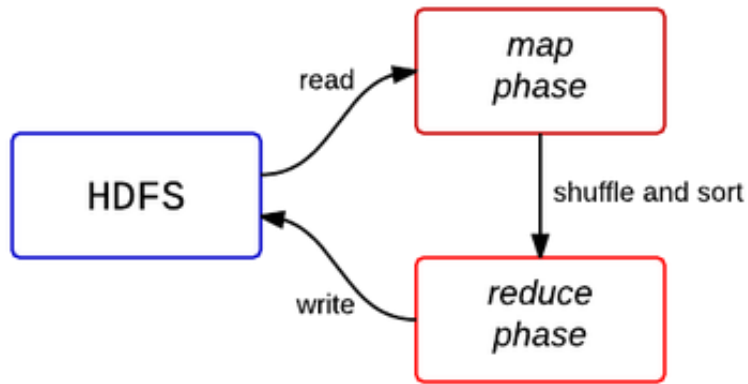 map
phase
read
HDFS
shuffle and sort
write
reduce
phase